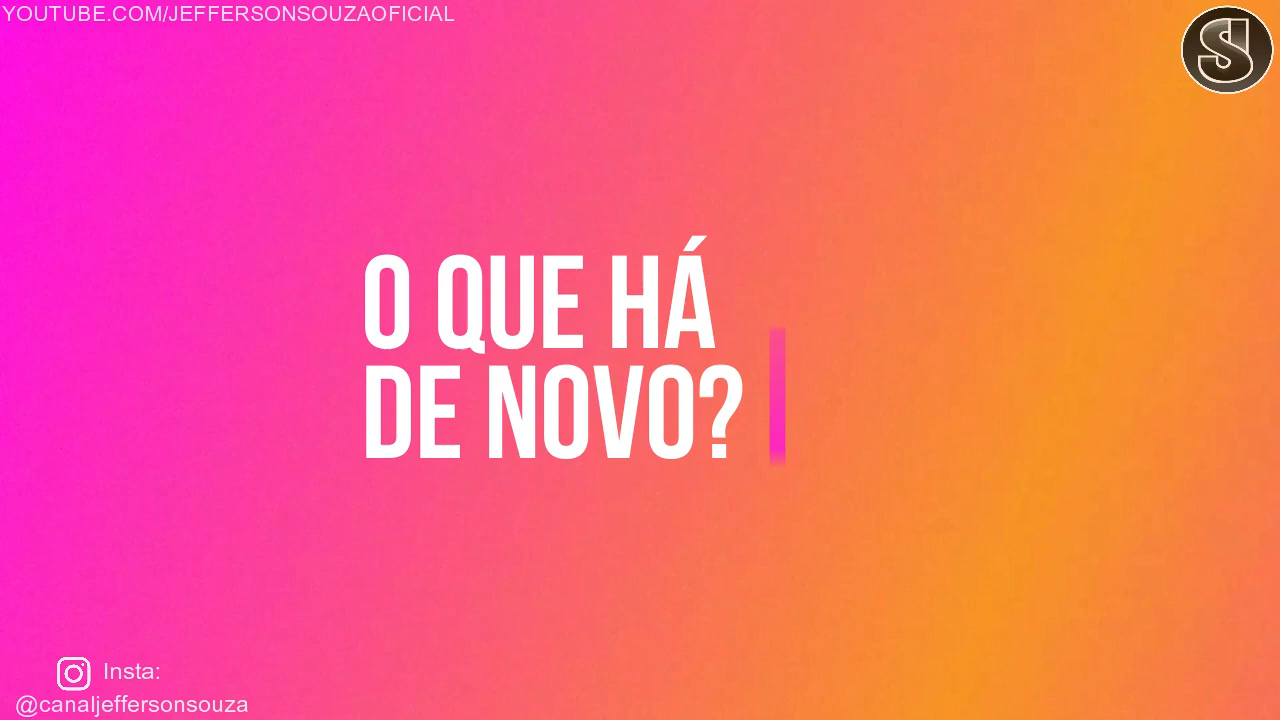 YOUTUBE.COM/JEFFERSONSOUZAOFICIAL
O QUE HÁ
DE NOVO?
Insta:
@canaljeffersonsouza